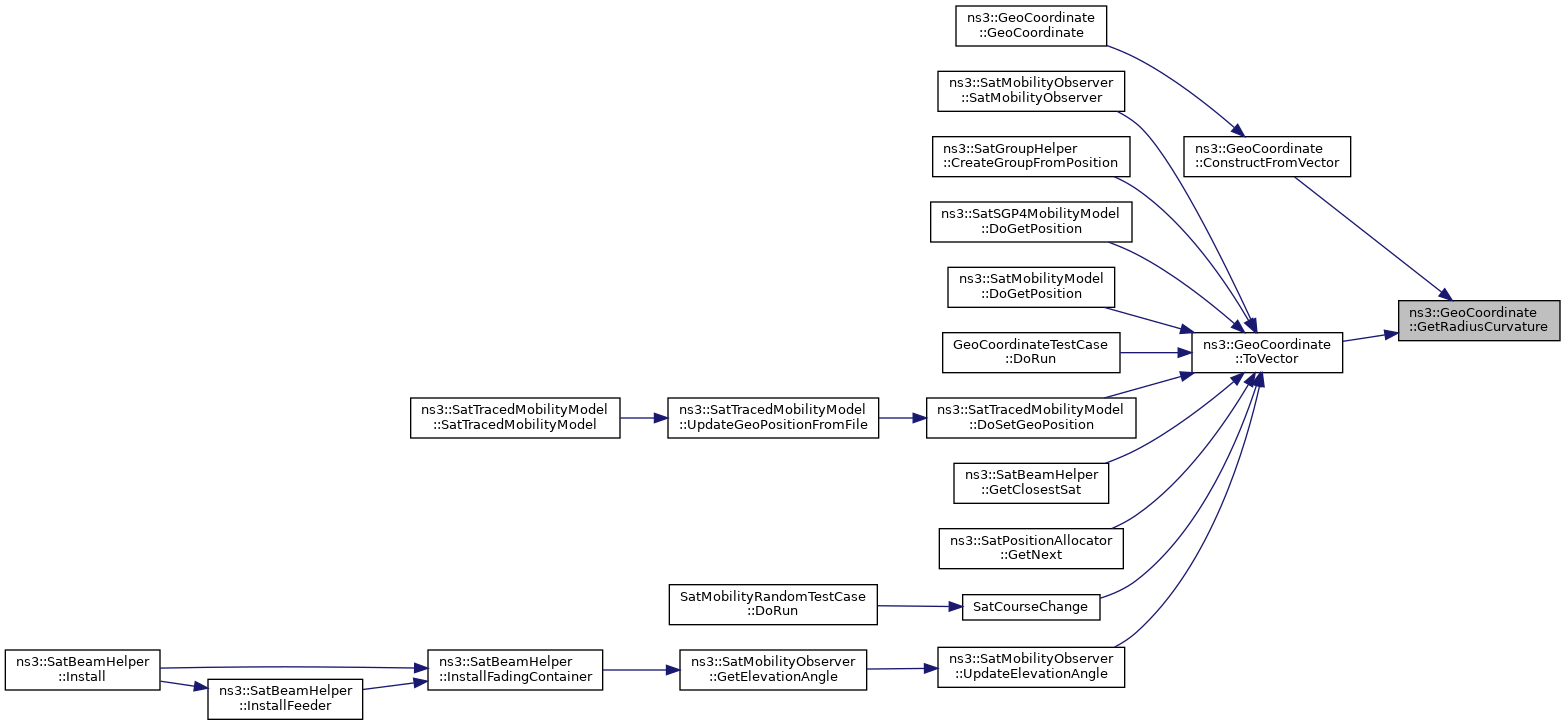 ns3::GeoCoordinate
::GeoCoordinate
ns3::SatMobilityObserver
::SatMobilityObserver
ns3::SatGroupHelper
::CreateGroupFromPosition
ns3::GeoCoordinate
::ConstructFromVector
ns3::SatSGP4MobilityModel
::DoGetPosition
ns3::SatMobilityModel
::DoGetPosition
ns3::GeoCoordinate
::GetRadiusCurvature
GeoCoordinateTestCase
::DoRun
ns3::GeoCoordinate
::ToVector
ns3::SatTracedMobilityModel
::SatTracedMobilityModel
ns3::SatTracedMobilityModel
::UpdateGeoPositionFromFile
ns3::SatTracedMobilityModel
::DoSetGeoPosition
ns3::SatBeamHelper
::GetClosestSat
ns3::SatPositionAllocator
::GetNext
SatMobilityRandomTestCase
::DoRun
SatCourseChange
ns3::SatBeamHelper
::Install
ns3::SatBeamHelper
::InstallFeeder
ns3::SatBeamHelper
::InstallFadingContainer
ns3::SatMobilityObserver
::GetElevationAngle
ns3::SatMobilityObserver
::UpdateElevationAngle